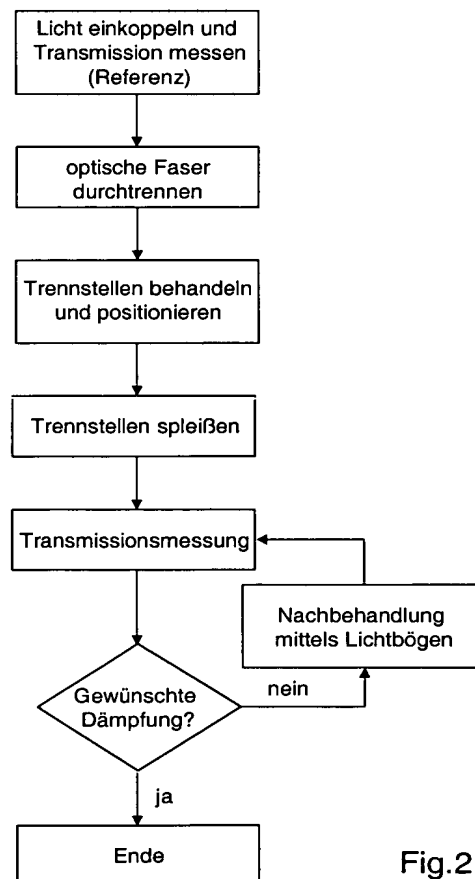 Licht einkoppeln und
Transmission messen
(Referenz)
optische Faser
durchtrennen
Trennstellen behandeln
und positionieren
Trennstellen spleißen
Transmissionsmessung
Nachbehandlung
mittels Lichtbögen
Gewünschte
Dämpfung?
nein
ja
Ende
Fig.2